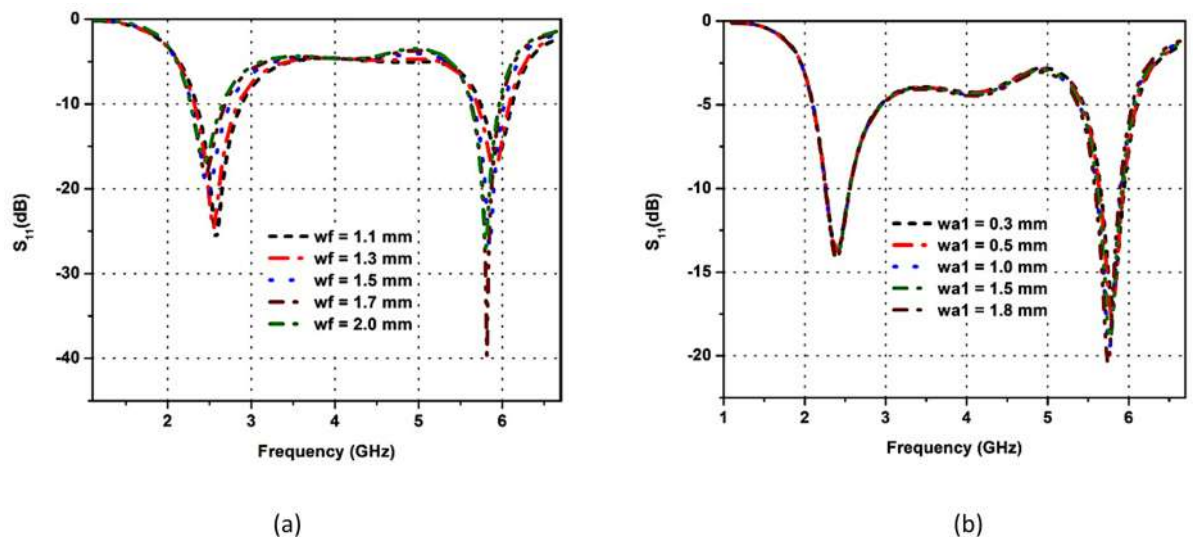 0
-10
-20
-30
-40
S11(dB)
wf = 1.1 mm
wf = 1.3 mm
wf = 1.5 mm
wf = 1.7 mm
wf = 2.0 mm
2 3 4 5 6
Frequency (GHz)
(a)
0
-5
-10
-15
-20
S11(dB)
wa1 = 0.3 mm
wa1 = 0.5 mm
wa1 = 1.0 mm
wa1 = 1.5 mm
wa1 = 1.8 mm
1 2 3 4 5 6
Frequency (GHz)
(b)